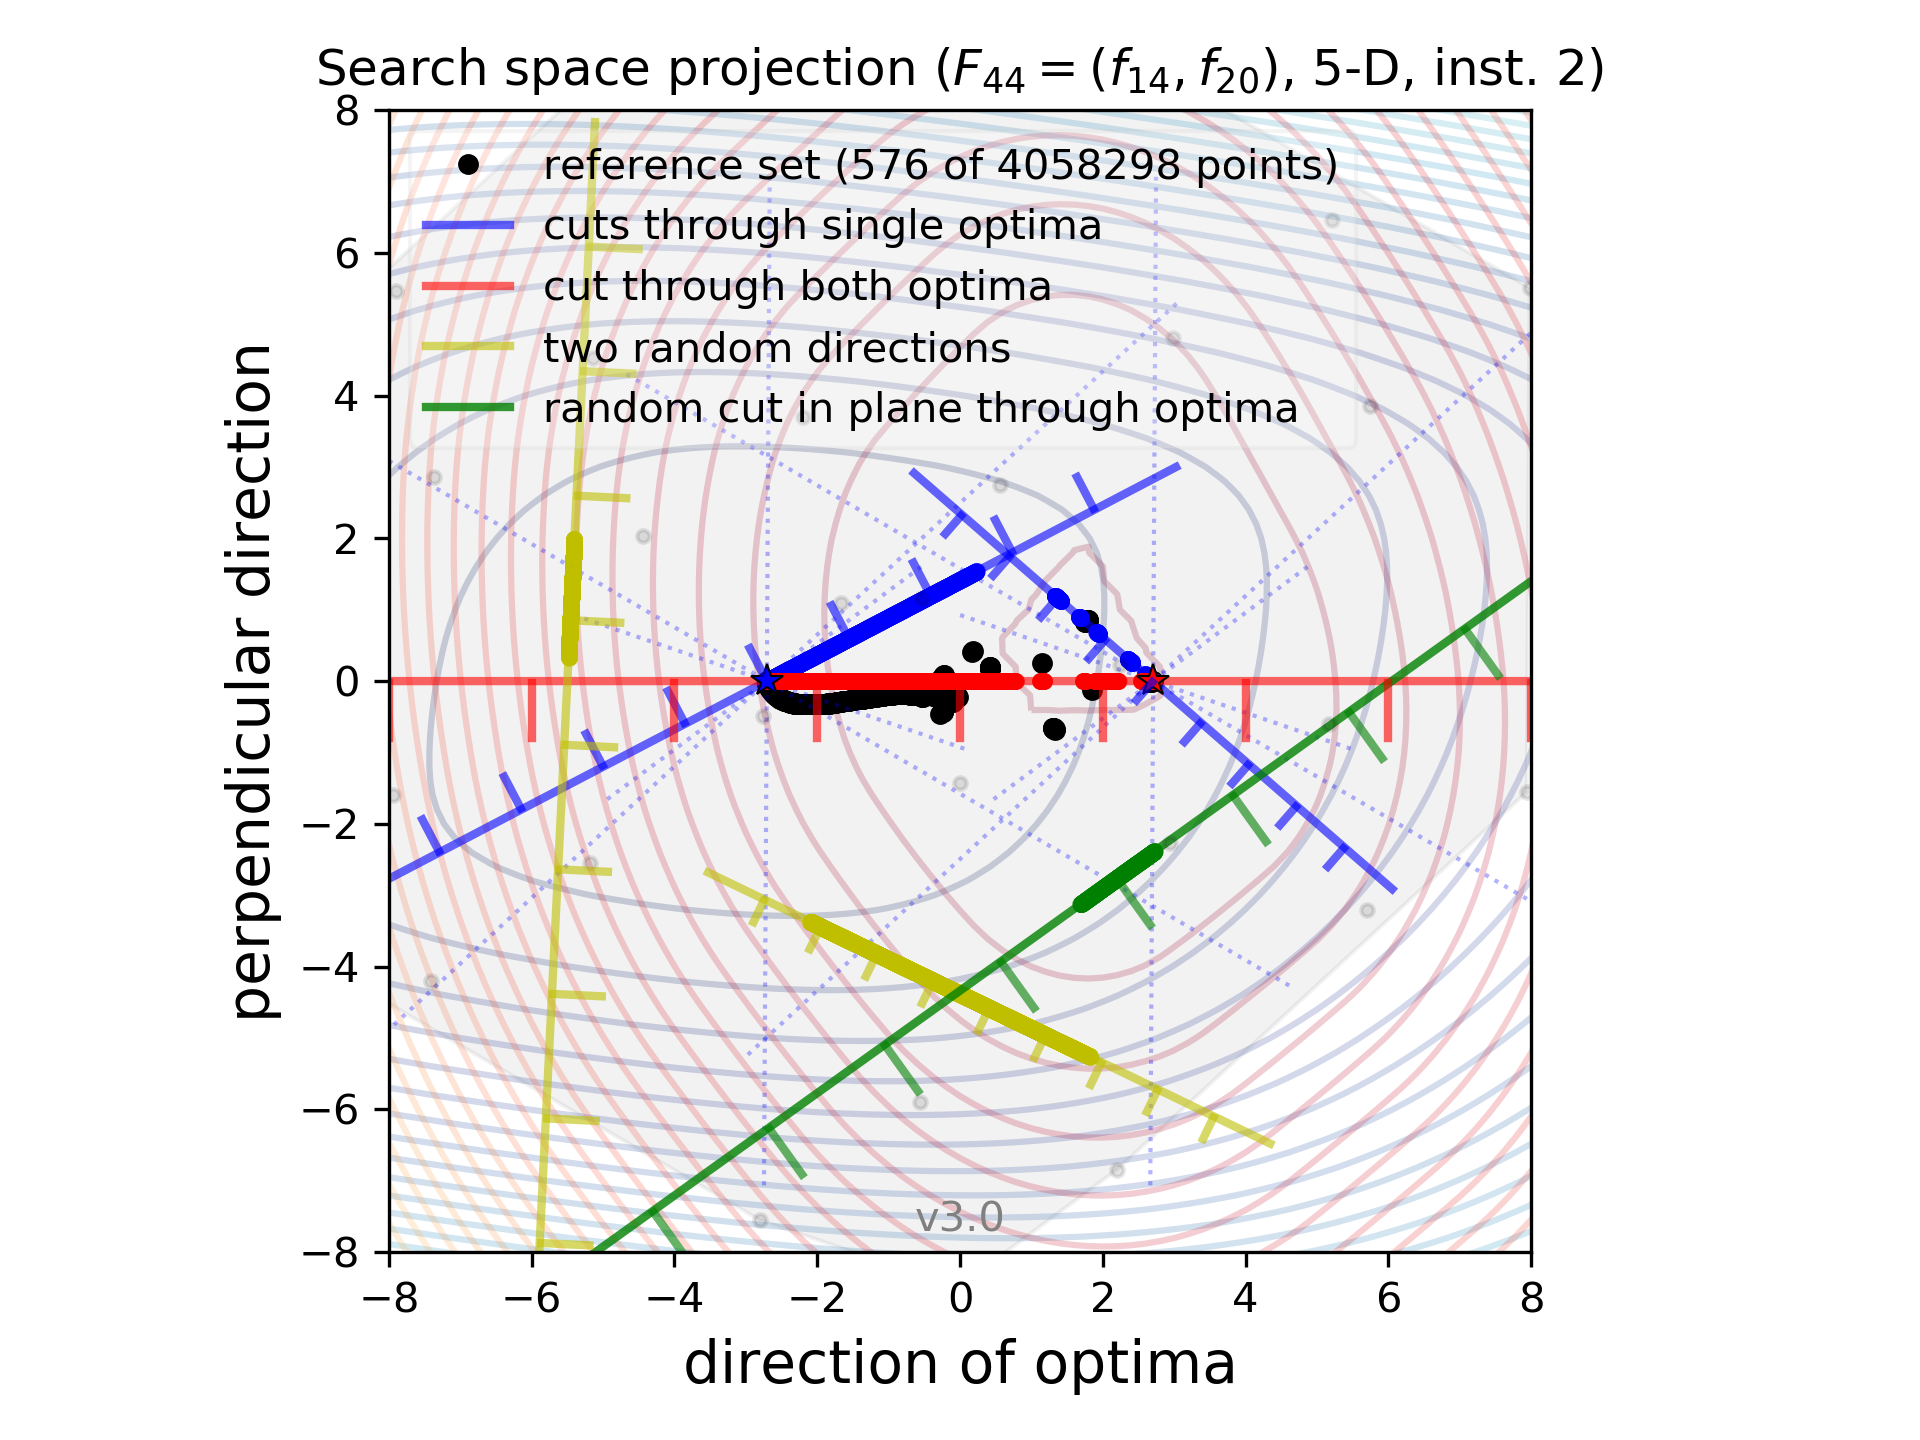 Search space projection (F44 = (f14, f20), 5-D, inst. 2)
8
6
4
2
0
−2
−4
−6
−8
perpendicular direction
reference set (576 of 4058298 points)
cuts through single optima
cut through both optima
two random directions
random cut in plane through optima
v3.0
−8 −6 −4 −2 0 2 4 6 8
direction of optima